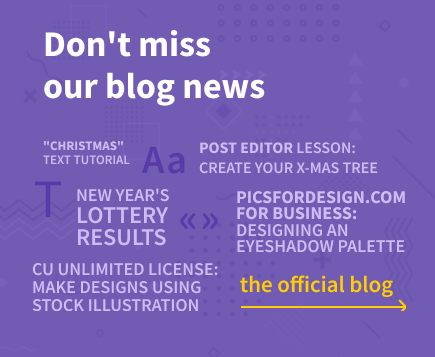 Don't miss
our blog news
"CHRISTMAS"
TEXT TUTORIAL
Aa
POST EDITOR LESSON:
CREATE YOUR X-MAS TREE
T
NEW YEAR'S
LOTTERY
RESULTS
«»
PICSFORDESIGN.COM
FOR BUSINESS:
DESIGNING AN
EYESHADOW PALETTE
CU UNLIMITED LICENSE:
MAKE DESIGNS USING
STOCK ILLUSTRATION
the official blog